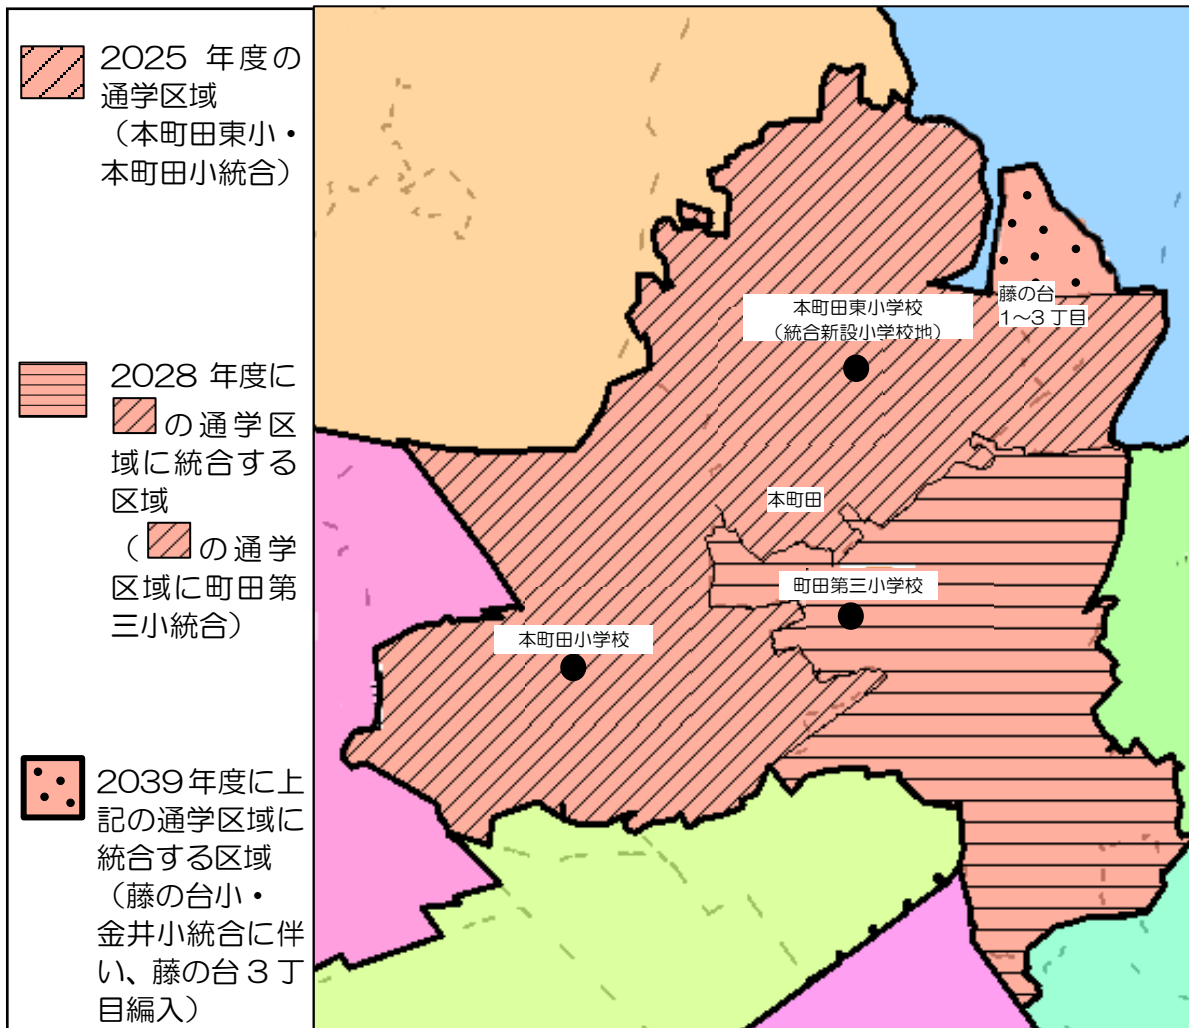 2025 年度の
通学区域
（本町田東小・
本町田小統合）
2028 年度に
の通学区
域に統合する
区域
（ の通学
区域に町田第
三小統合）
2039年度に上
記の通学区域に
統合する区域
（藤の台小・
金井小統合に伴
い、藤の台３丁
目編入）
本町田東小学校
（統合新設小学校地）
藤の台
1～3丁目
本町田
町田第三小学校
本町田小学校